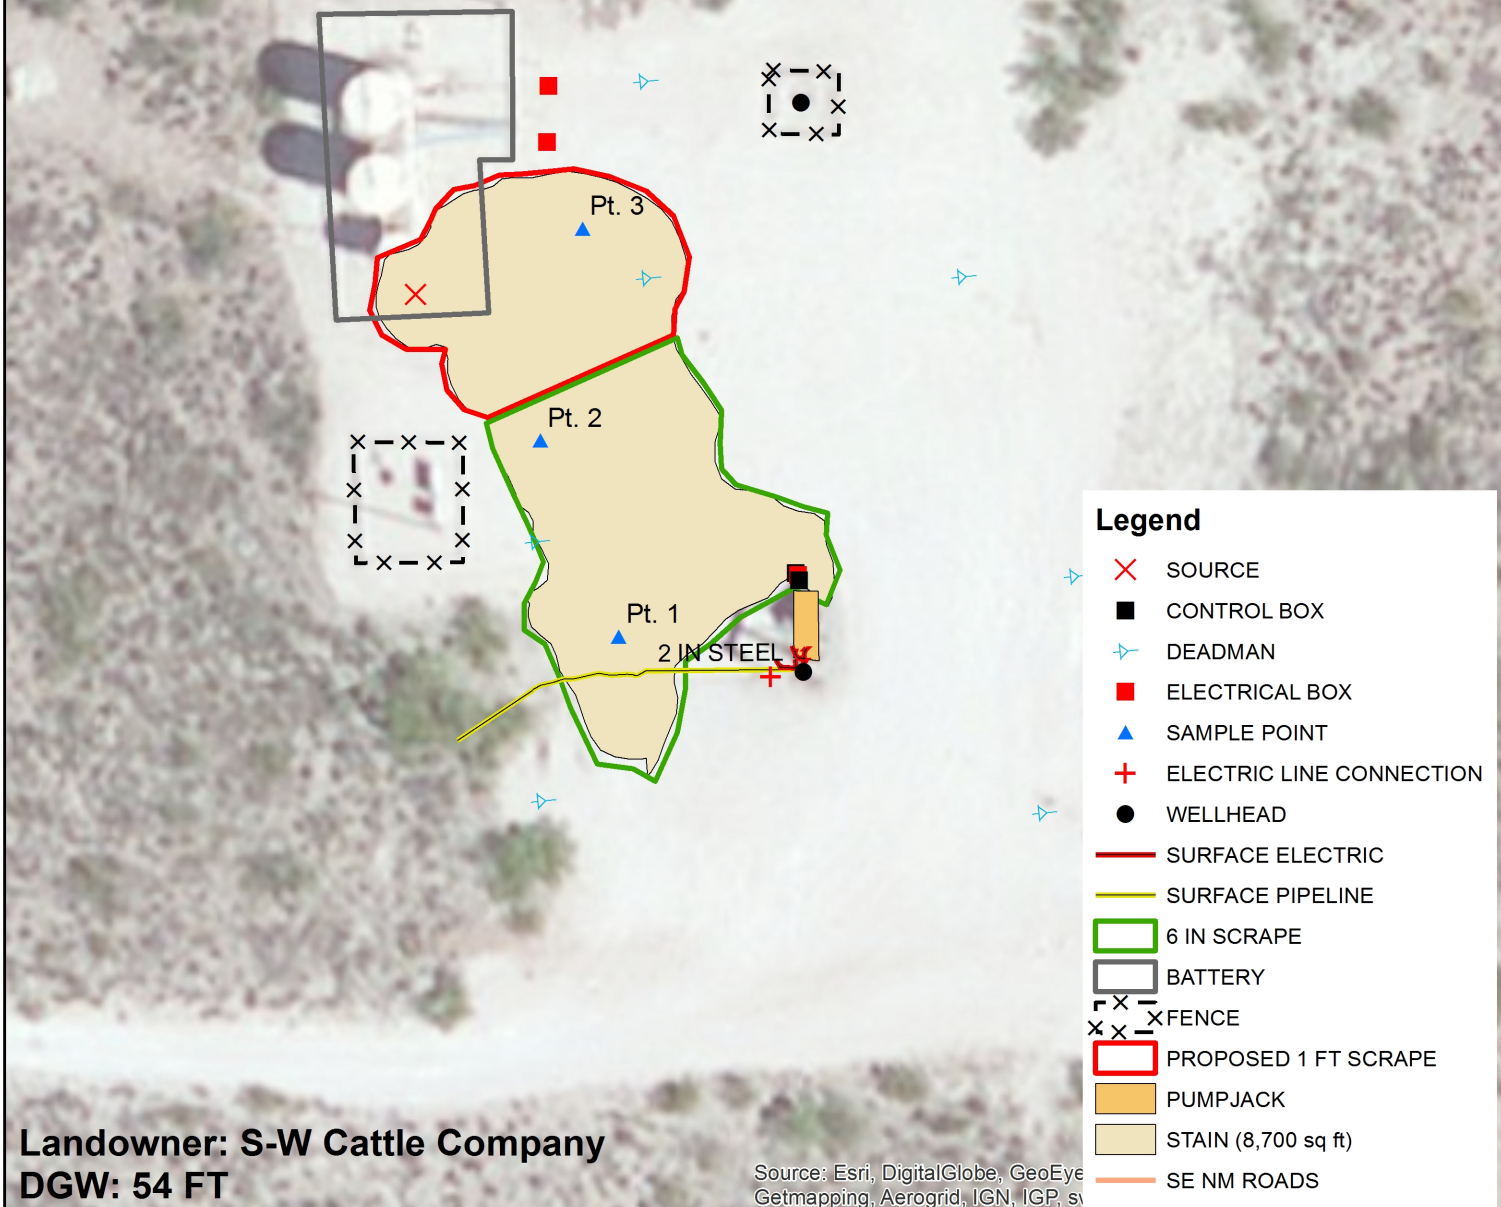 Pt. 3
Pt. 2
Pt. 1
2 IN STEEL
Legend
SOURCE
CONTROL BOX
DEADMAN
ELECTRICAL BOX
SAMPLE POINT
ELECTRIC LINE CONNECTION
WELLHEAD
SURFACE ELECTRIC
SURFACE PIPELINE
6 IN SCRAPE
BATTERY
FENCE
PROPOSED 1 FT SCRAPE
PUMPJACK
STAIN (8,700 sq ft)
SE NM ROADS
Landowner: S-W Cattle Company
DGW: 54 FT
Source: Esri, DigitalGlobe, GeoEye
Getmapping, Aerogrid, IGN, IGP,